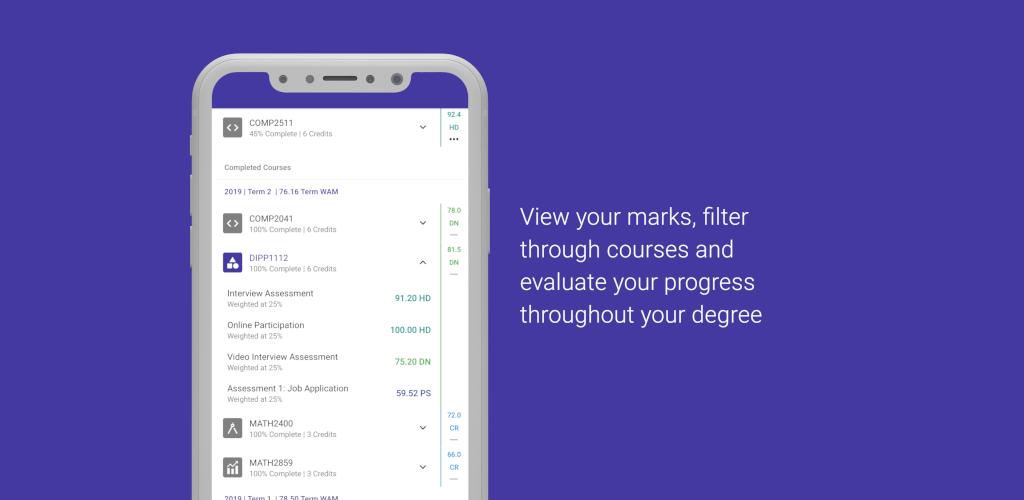 COMP2511
45% Complete | 6 Credits
92.4
HD
Completed Courses
2019 | Term 2 | 76.16 Term WAM
COMP2041
100% Complete | 6 Credits
78.0
DN
DIPP1112
100% Complete | 6 Credits
81.5
DN
Interview Assessment
Weighted at 25%
91.20 HD
Online Participation
Weighted at 25%
100.00 HD
Video Interview Assessment
Weighted at 25%
75.20 DN
Assessment 1: Job Application
Weighted at 25%
59.52 PS
MATH2400
100% Complete | 3 Credits
72.0
CR
MATH2859
100% Complete | 3 Credits
66.0
CR
2019 | Term 1 | 78.50 Term WAM
View your marks, filter
through courses and
evaluate your progress
throughout your degree